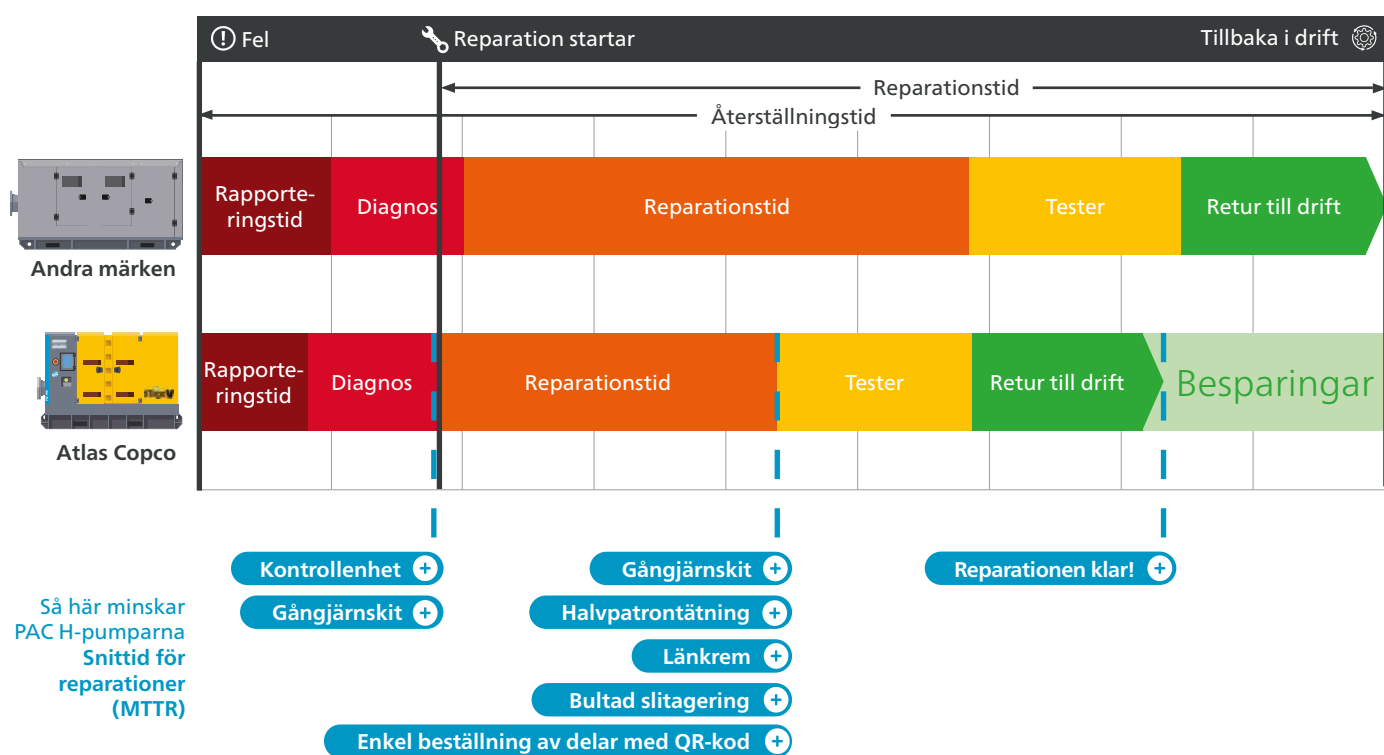 Fel
Reparation startar
Tillbaka i drift
Reparationstid
Återställningstid
Rapporte-
ringstid
Diagnos
Reparationstid
Tester
Retur till drift
Andra märken
Rapporte-
ringstid
Diagnos
Reparationstid
Tester
Retur till drift
Besparingar
Atlas Copco
Kontrollenhet
Gångjärnskit
Gångjärnskit
Halvpatrontätning
Länkrem
Bultad slitagering
Enkel beställning av delar med QR-kod
Reparationen klar!
Så här minskar
PAC H-pumparna
Snittid för
reparationer
(MTTR)